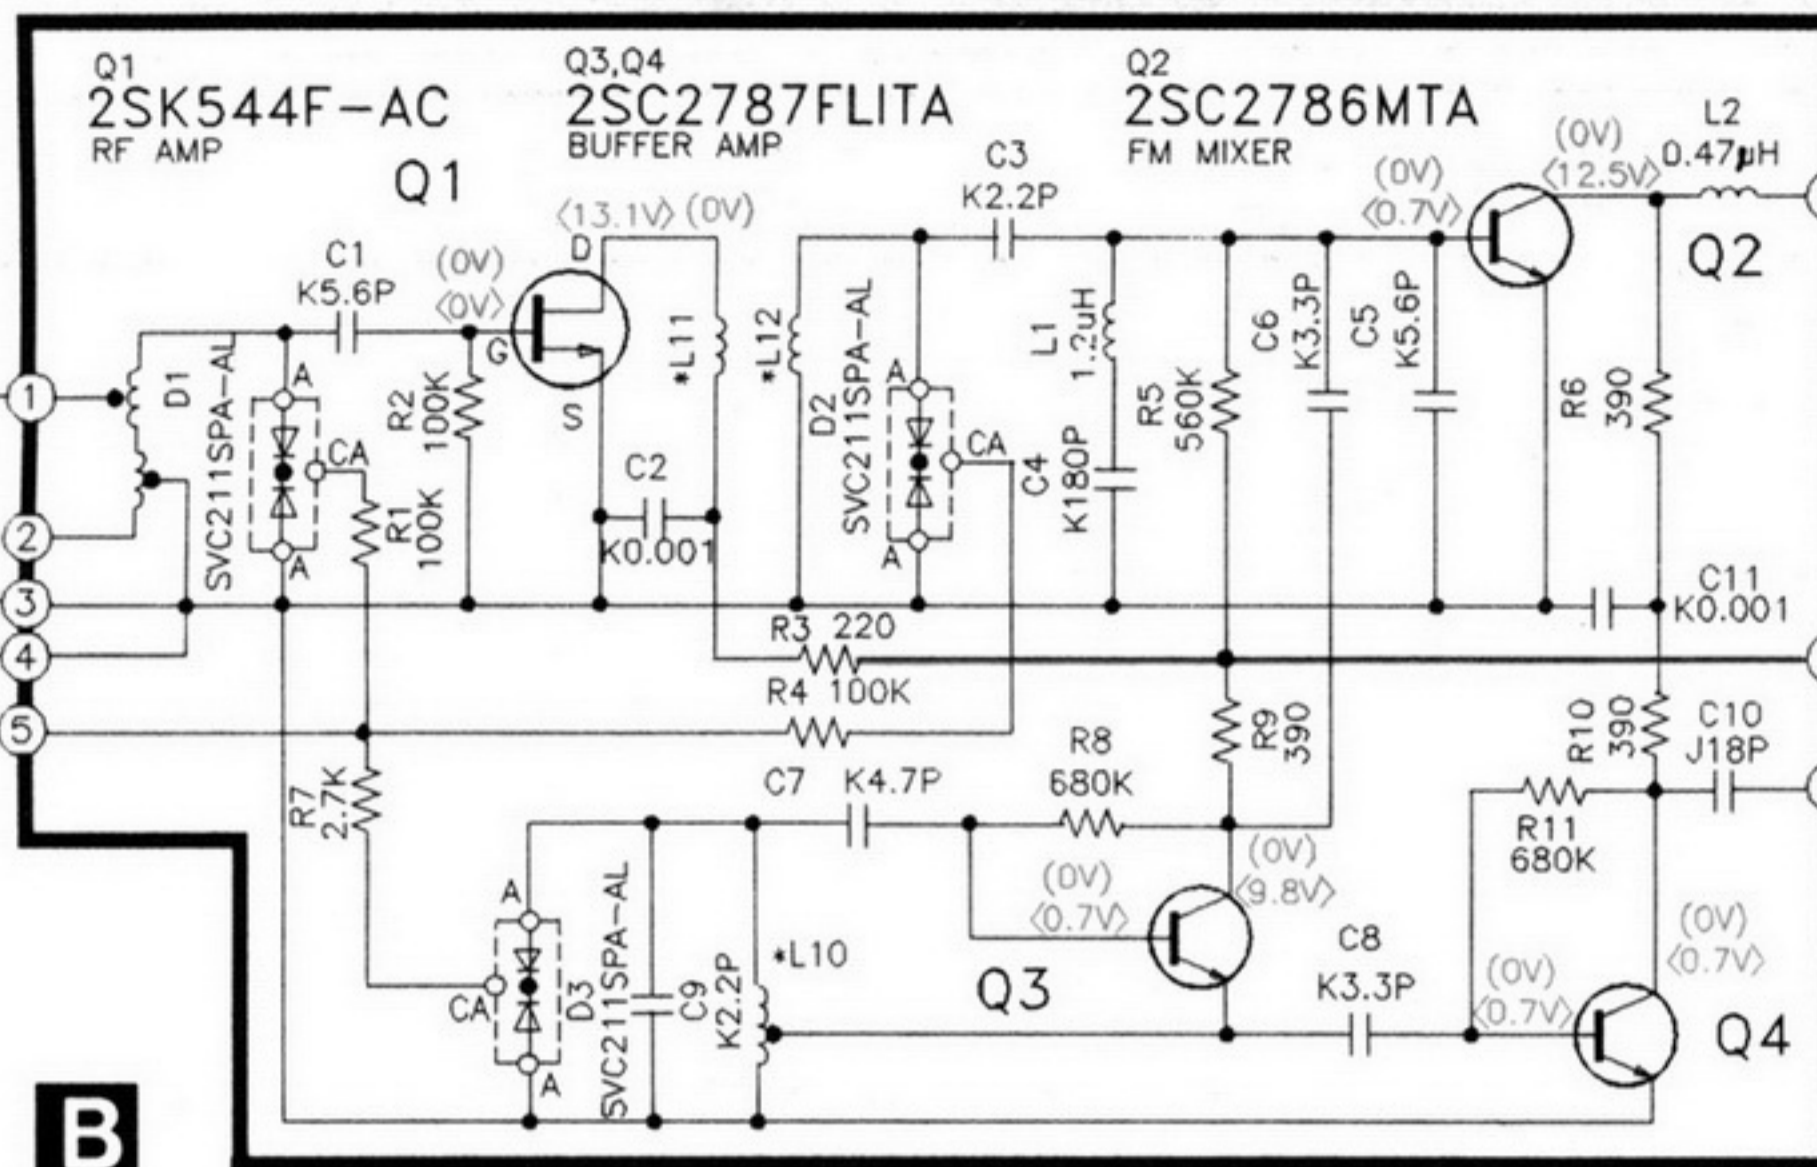 Q1
2SK544F-AC
RF AMP
Q3,Q4
2SC2787FLITA
BUFFER AMP
Q2
2SC2786MTA
FM MIXER
Q1
C3
K2.2P
(0V)
<12.5V>
L2
0.47µH
(0V)
<0.7V>
<13.1V> (0V)
D
C1
K5.6P
(0V)
<0V>
G
S
Q2
*L11
*L12
D1
SVC211SPA-AL
A
CA
A
R2
100K
R1
100K
C2
K0.001
D2
SVC211SPA-AL
A
CA
A
L1
1.2uH
C4
K180P
R5
560K
C6
K3.3P
C5
K5.6P
R6
390
1
2
3
4
5
C11
K0.001
R3 220
R4 100K
R7
2.7K
C7 K4.7P
R8
680K
R9
390
R10
390
C10
J18P
R11
680K
(0V)
<9.8V>
(0V)
<0.7V>
Q3
A
CA
A
D3
SVC211SPA-AL
C9
K2.2P
*L10
C8
K3.3P
(0V)
<0.7V>
(0V)
<0.7V>
Q4
B